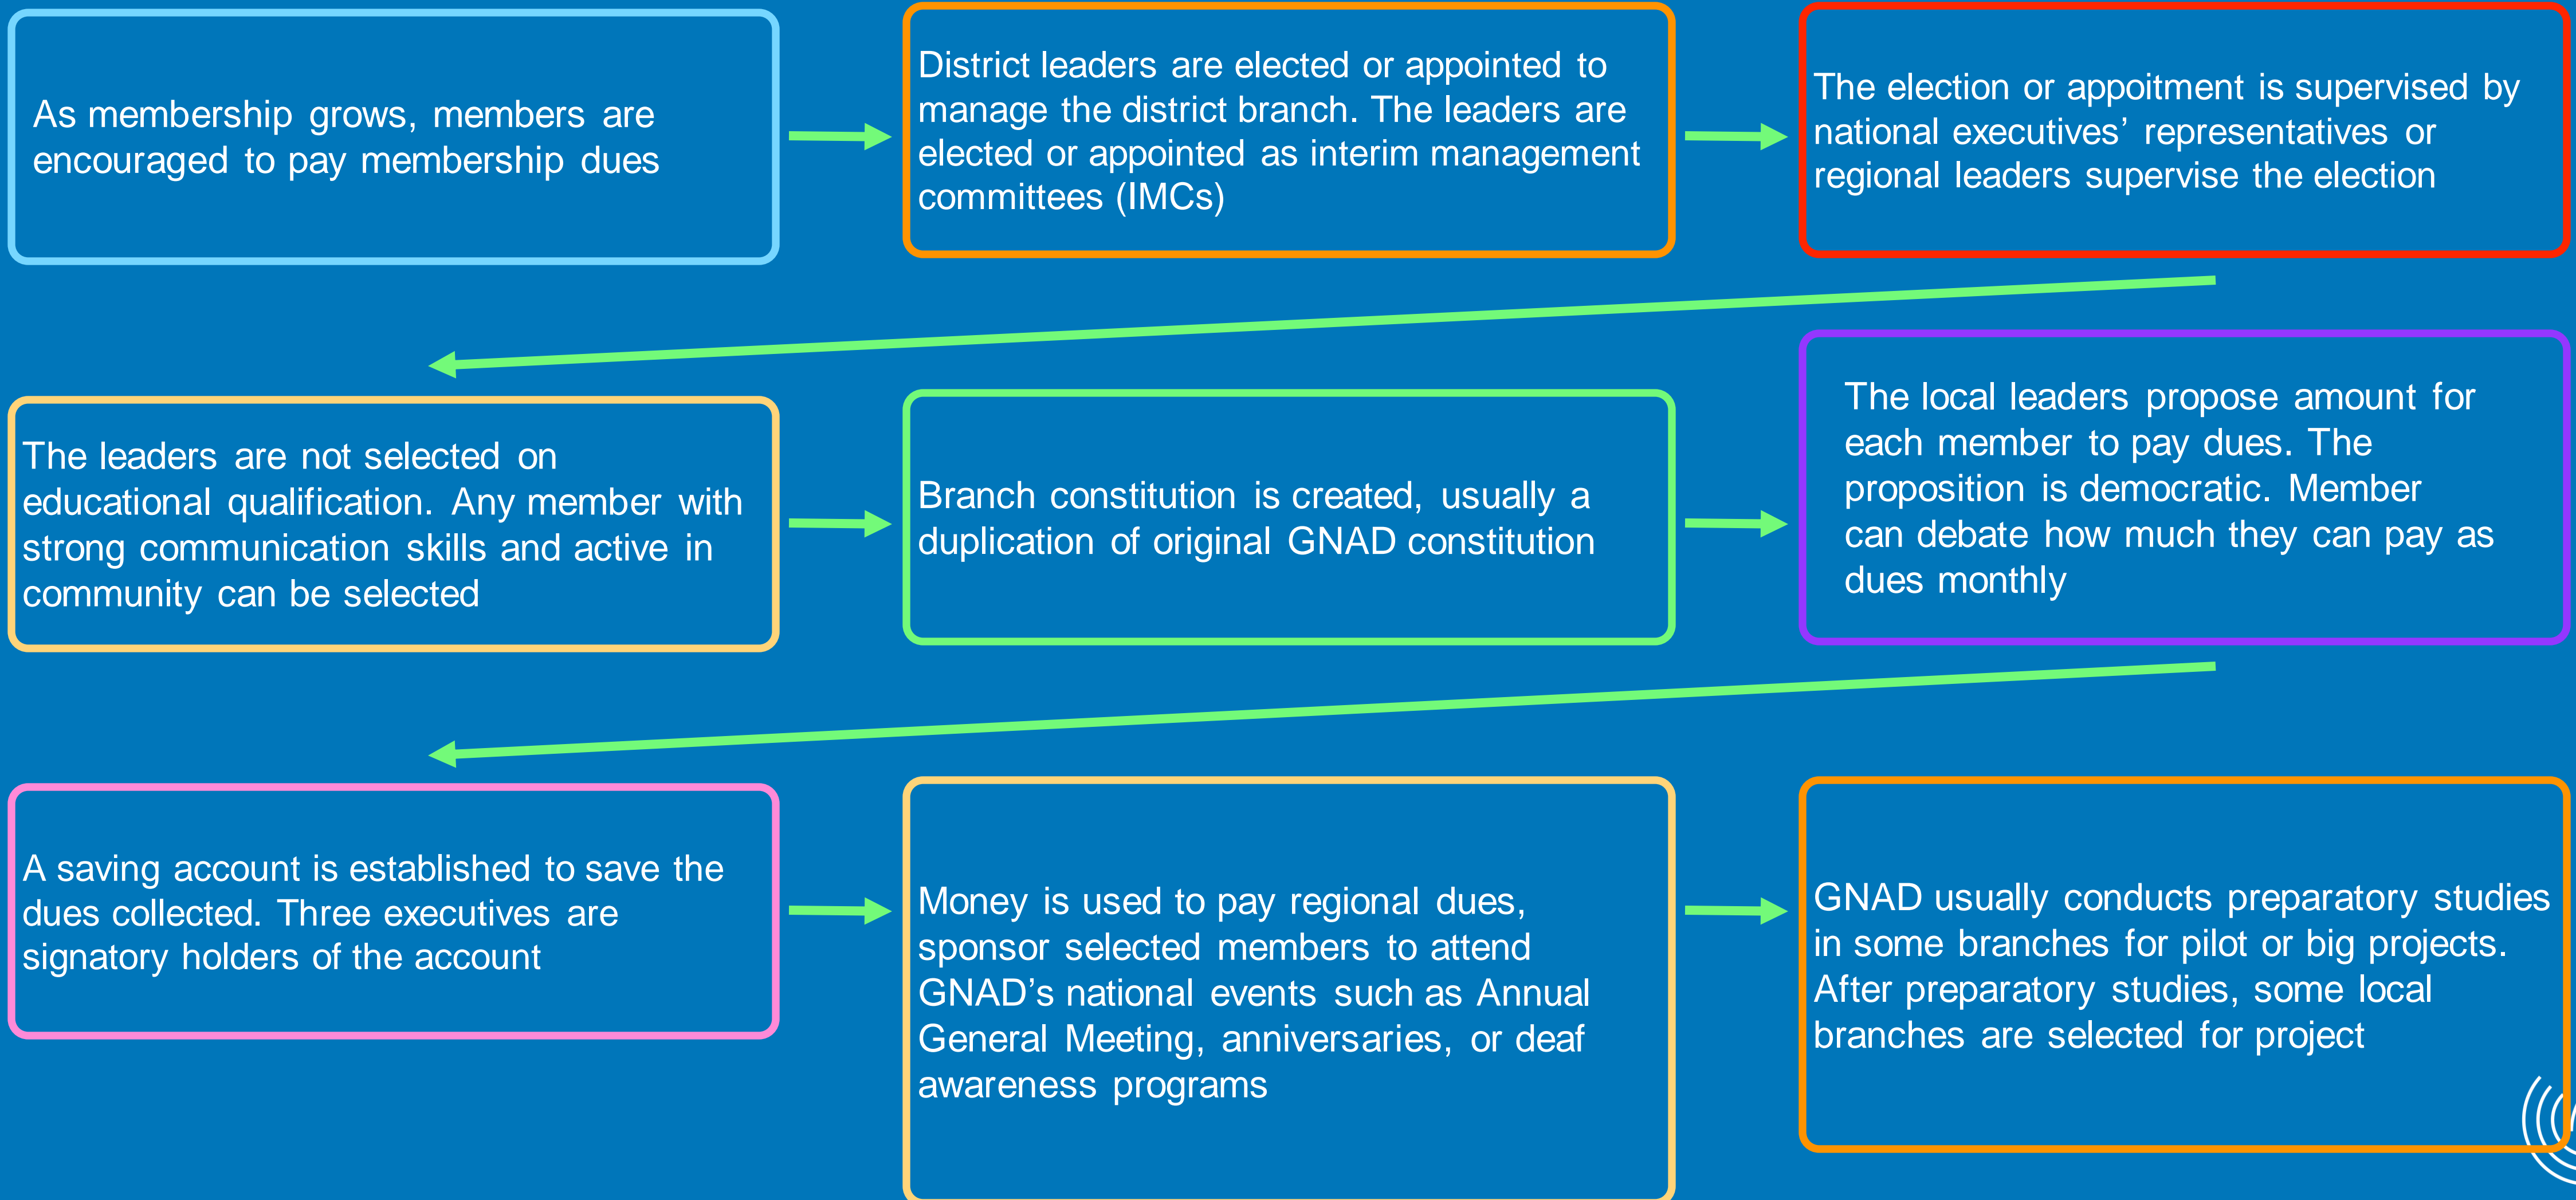 As membership grows, members are
encouraged to pay membership dues
District leaders are elected or appointed to
manage the district branch. The leaders are
elected or appointed as interim management
committees (IMCs)
The election or appoitment is supervised by
national executives’ representatives or
regional leaders supervise the election
The leaders are not selected on
educational qualification. Any member with
strong communication skills and active in
community can be selected
Branch constitution is created, usually a
duplication of original GNAD constitution
The local leaders propose amount for
each member to pay dues. The
proposition is democratic. Member
can debate how much they can pay as
dues monthly
A saving account is established to save the
dues collected. Three executives are
signatory holders of the account
Money is used to pay regional dues,
sponsor selected members to attend
GNAD’s national events such as Annual
General Meeting, anniversaries, or deaf
awareness programs
GNAD usually conducts preparatory studies
in some branches for pilot or big projects.
After preparatory studies, some local
branches are selected for project